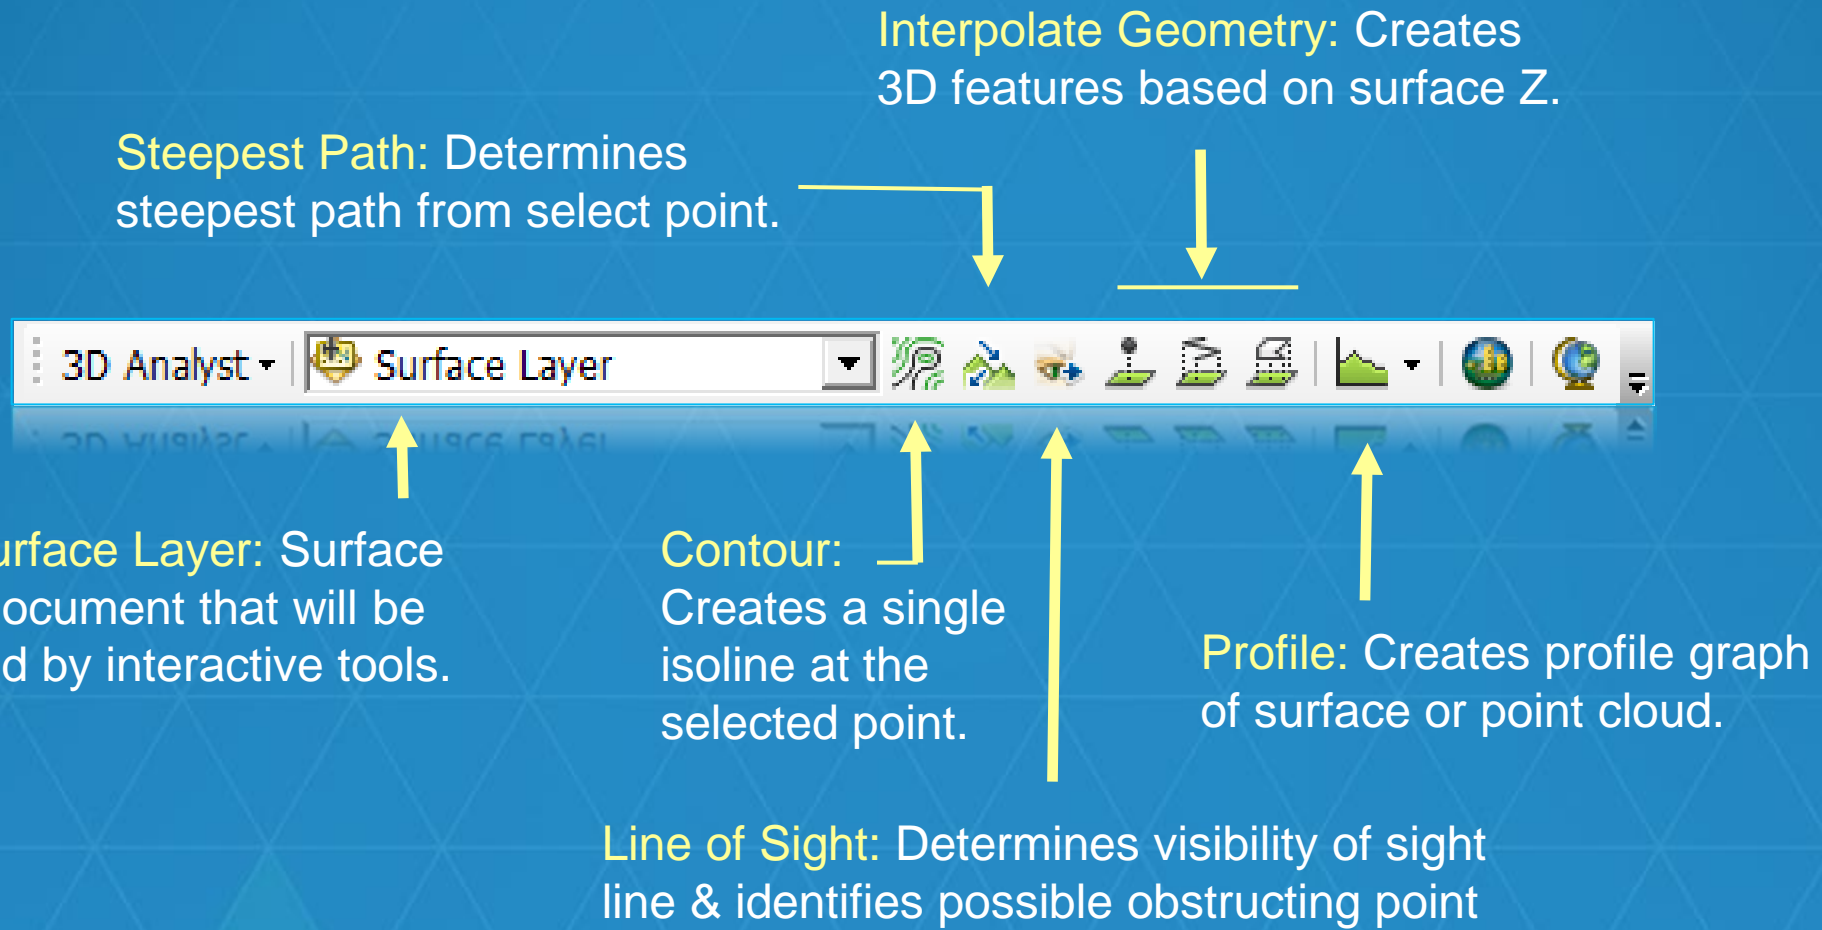 Interpolate Geometry: Creates
3D features based on surface Z.
Steepest Path: Determines
steepest path from select point.
3D Analyst
Surface Layer
urface Layer: Surface
ocument that will be
d by interactive tools.
Contour:
Creates a single
isoline at the
selected point.
Profile: Creates profile graph
of surface or point cloud.
Line of Sight: Determines visibility of sight
line & identifies possible obstructing point